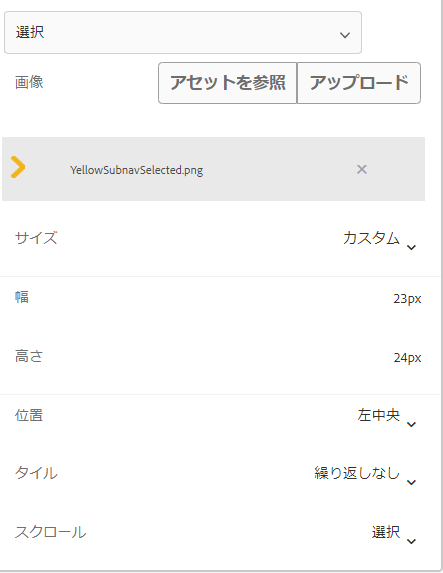 選択
画像 アセットを参照 アップロード
YellowSubnavSelected.png
サイズ カスタム
幅 23px
高さ 24px
位置 左中央
タイル 繰り返しなし
スクロール 選択